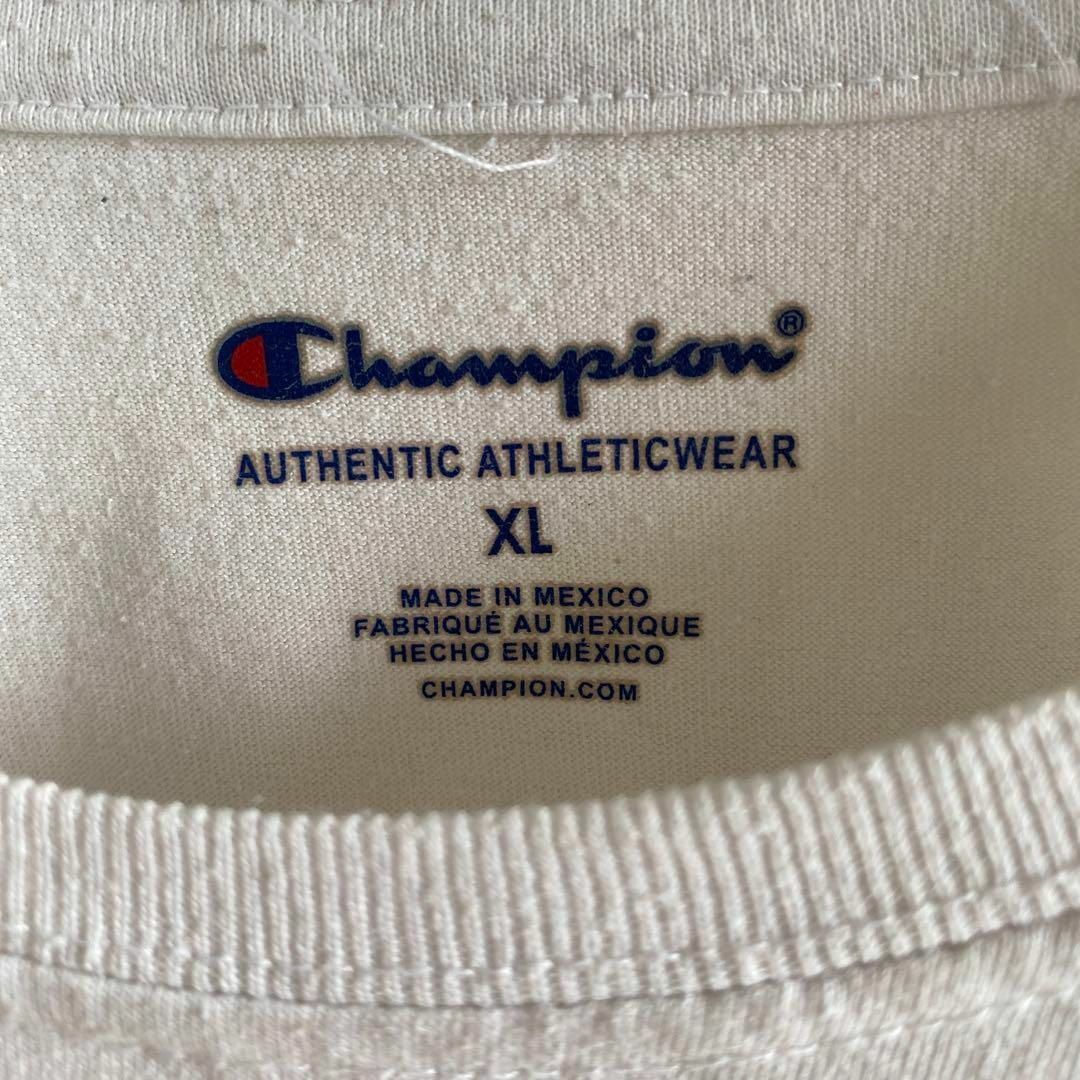 Champion®
AUTHENTIC ATHLETICWEAR
XL
MADE IN MEXICO
FABRIQUÉ AU MEXIQUE
HECHO EN MÉXICO
CHAMPION.COM